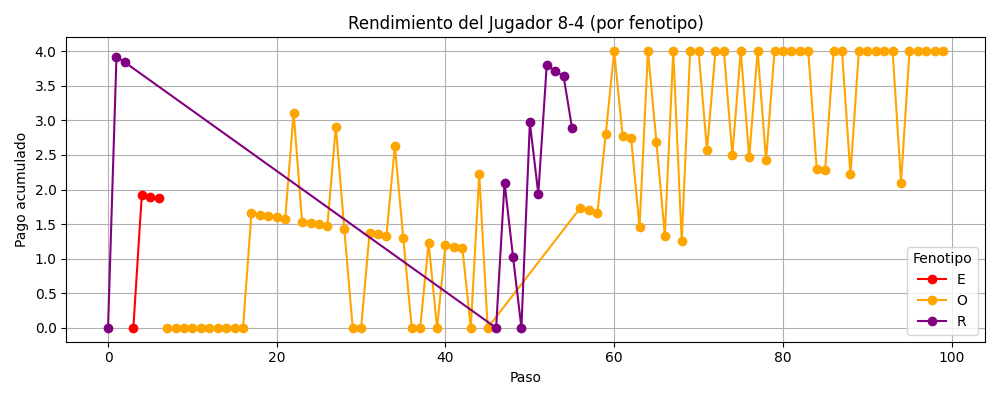 Rendimiento del Jugador 8-4 (por fenotipo)
Pago acumulado
4.0
3.5
3.0
2.5
2.0
1.5
1.0
0.5
0.0
0
20
40
60
80
100
Paso
Fenotipo
E
O
R